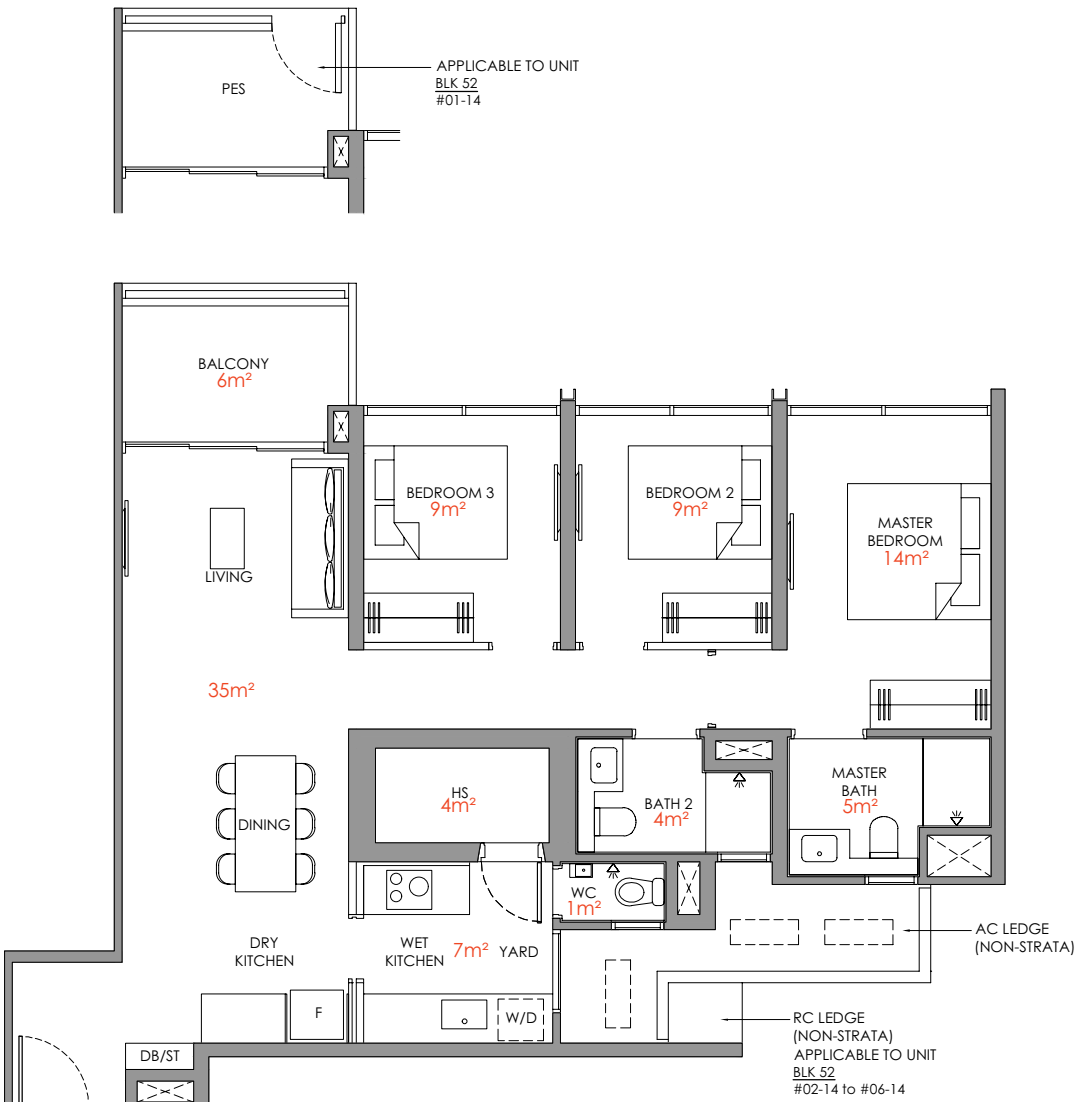 PES
APPLICABLE TO UNIT
BLK 52
#01-14
BALCONY
6m²
BEDROOM 3
9m²
BEDROOM 2
9m²
MASTER
BEDROOM
14m²
LIVING
35m²
HS
4m²
BATH 2
4m²
MASTER
BATH
5m²
DINING
WC
1m²
DRY
KITCHEN
WET
KITCHEN
7m²
YARD
F
W/D
DB/ST
AC LEDGE
(NON-STRATA)
RC LEDGE
(NON-STRATA)
APPLICABLE TO UNIT
BLK 52
#02-14 to #06-14